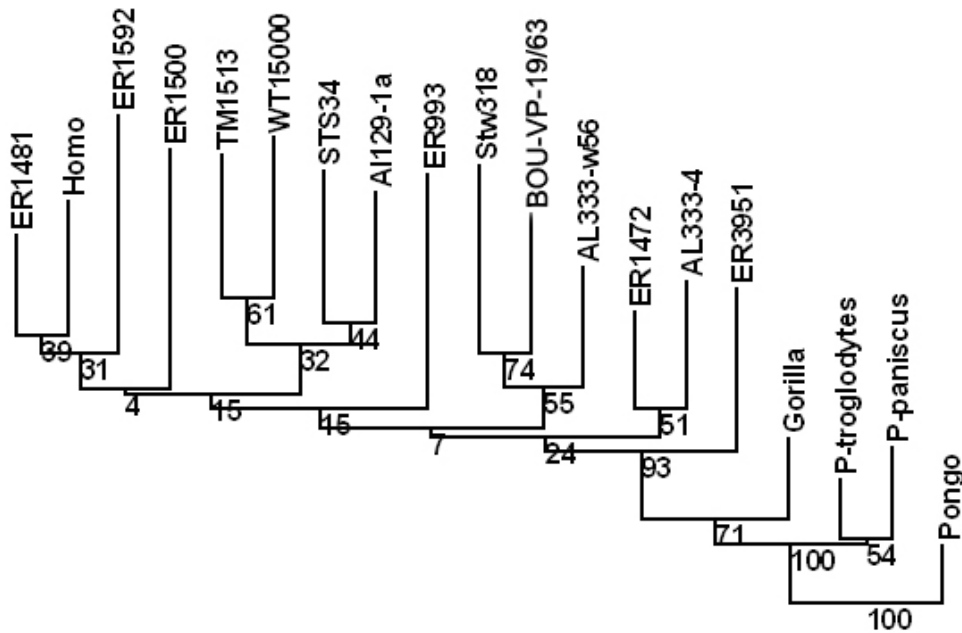 ER1481
Homo
ER1592
ER1500
TM1513
WT15000
STS34
Al129-1a
ER993
Stw318
BOU-VP-19/63
AL333-w56
ER1472
AL333-4
ER3951
Gorilla
P-troglodytes
P-paniscus
Pongo
39
31
4
15
61
32
44
15
7
74
55
24
51
93
71
100
54
100